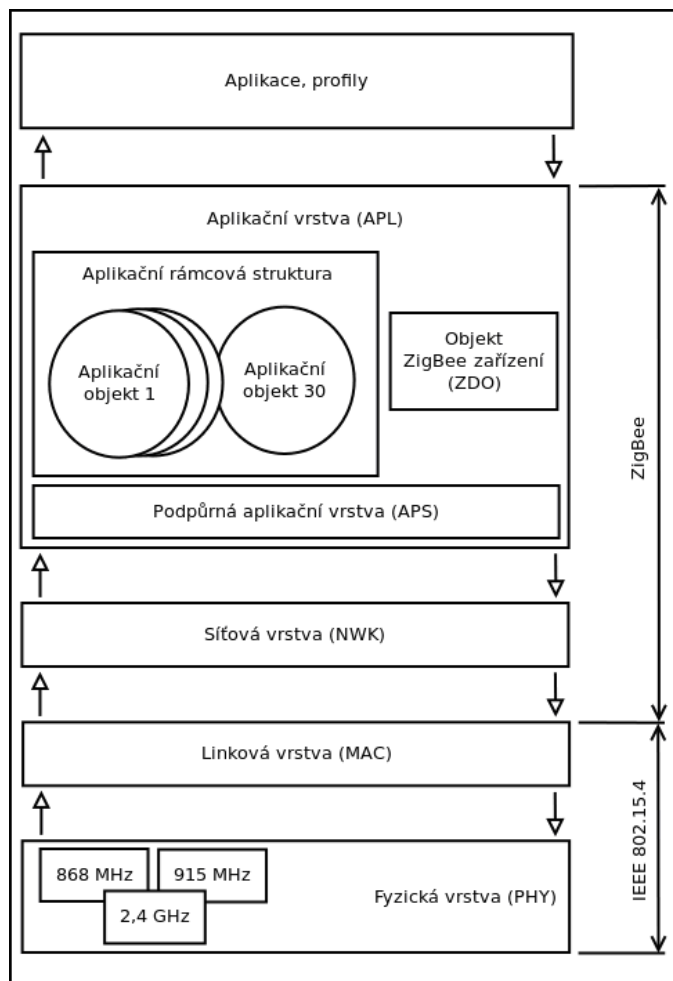 Aplikace, profily
Aplikační vrstva (APL)
Aplikační rámcová struktura
Aplikační
objekt 1
Aplikační
objekt 30
Objekt
ZigBee zařízení
(ZDO)
Podpůrná aplikační vrstva (APS)
ZigBee
Síťová vrstva (NWK)
Linková vrstva (MAC)
IEEE 802.15.4
868 MHz
915 MHz
2,4 GHz
Fyzická vrstva (PHY)